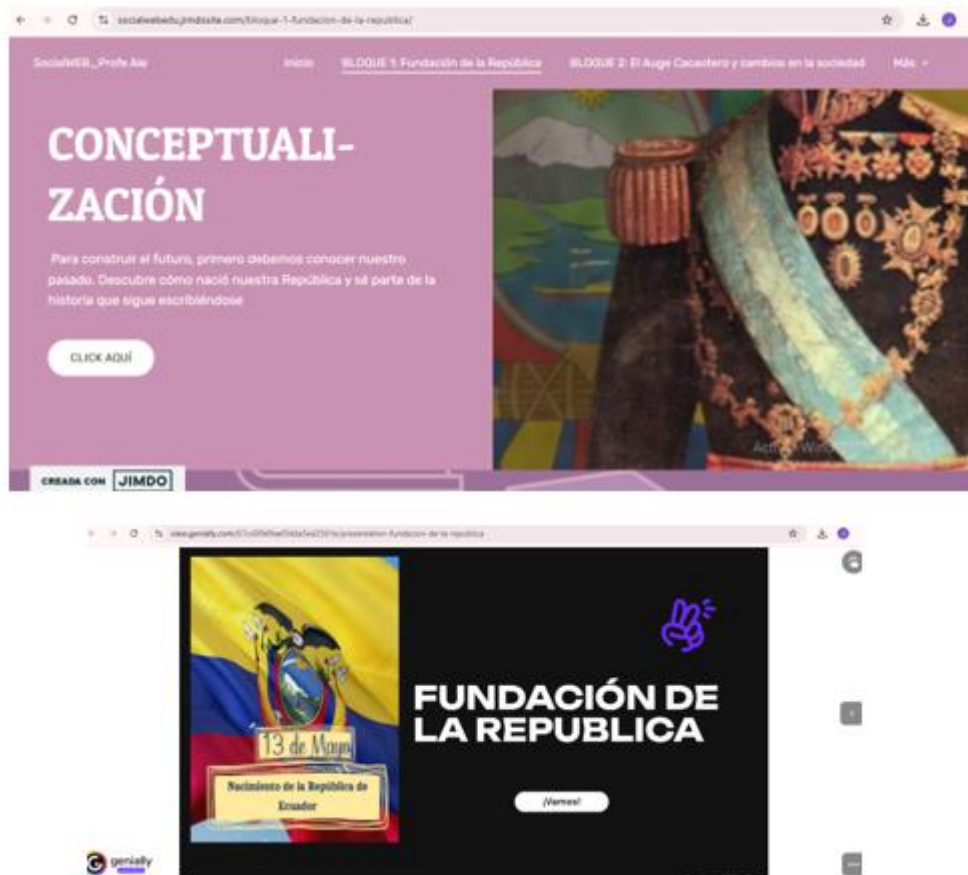 socialwebedu.jimdosite.com/bloque-1-fundacion-de-la-republica/
SocialWEB_Profe Ale
Inicio
BLOQUE 1: Fundación de la República
BLOQUE 2: El Auge Cacaotero y cambios en la sociedad
Más
CONCEPTUALI-
ZACIÓN
Para construir el futuro, primero debemos conocer nuestro
pasado. Descubre cómo nació nuestra República y sé parte de la
historia que sigue escribiéndose
CLICK AQUÍ
CREADA CON JIMDO
FUNDACIÓN DE
LA REPUBLICA
13 de Mayo
Nacimiento de la República de
Ecuador
¡Vamos!
genially